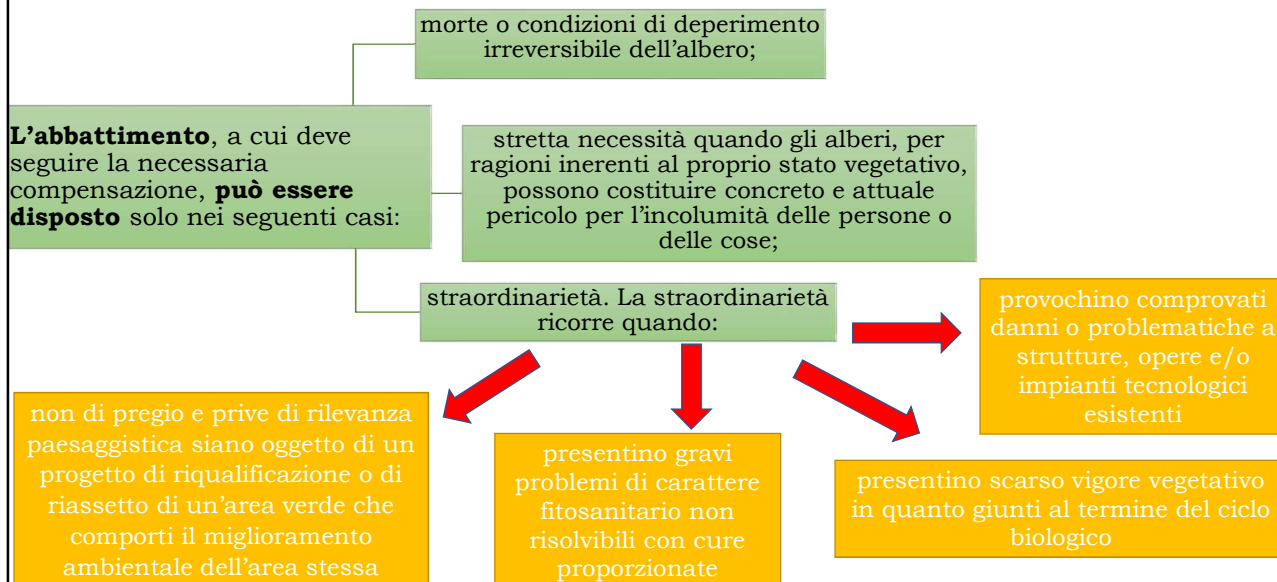 morte o condizioni di deperimento
irreversibile dell'albero;
L'abbattimento, a cui deve
seguire la necessaria
compensazione, può essere
disposto solo nei seguenti casi:
stretta necessità quando gli alberi, per
ragioni inerenti al proprio stato vegetativo,
possono costituire concreto e attuale
pericolo per l'incolumità delle persone o
delle cose;
straordinarietà. La straordinarietà
ricorre quando:
provochino comprovati
danni o problematiche a
strutture, opere e/o
impianti tecnologici
esistenti
non di pregio e prive di rilevanza
paesaggistica siano oggetto di un
progetto di riqualificazione o di
riassetto di un'area verde che
comporti il miglioramento
ambientale dell'area stessa
presentino gravi
problemi di carattere
fitosanitario non
risolvibili con cure
proporzionate
presentino scarso vigore vegetativo
in quanto giunti al termine del ciclo
biologico